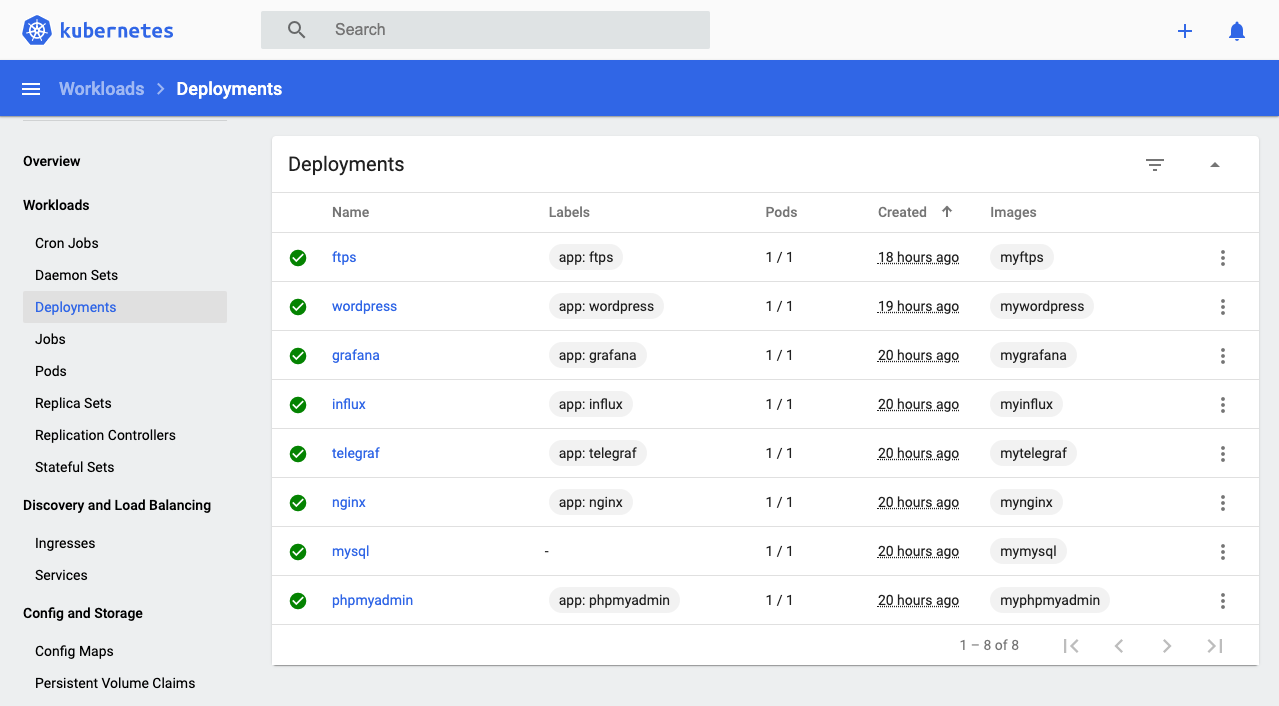 kubernetes
Search
Workloads
Deployments
Overview
Workloads
Cron Jobs
Daemon Sets
Deployments
Jobs
Pods
Replica Sets
Replication Controllers
Stateful Sets
Discovery and Load Balancing
Ingresses
Services
Config and Storage
Config Maps
Persistent Volume Claims
Deployments
Name Labels Pods Created Images
ftps app: ftps 1 / 1 18 hours ago myftps
wordpress app: wordpress 1 / 1 19 hours ago mywordpress
grafana app: grafana 1 / 1 20 hours ago mygrafana
influx app: influx 1 / 1 20 hours ago myinflux
telegraf app: telegraf 1 / 1 20 hours ago mytelegraf
nginx app: nginx 1 / 1 20 hours ago mynginx
mysql - 1 / 1 20 hours ago mymysql
phpmyadmin app: phpmyadmin 1 / 1 20 hours ago myphpmyadmin
1 – 8 of 8